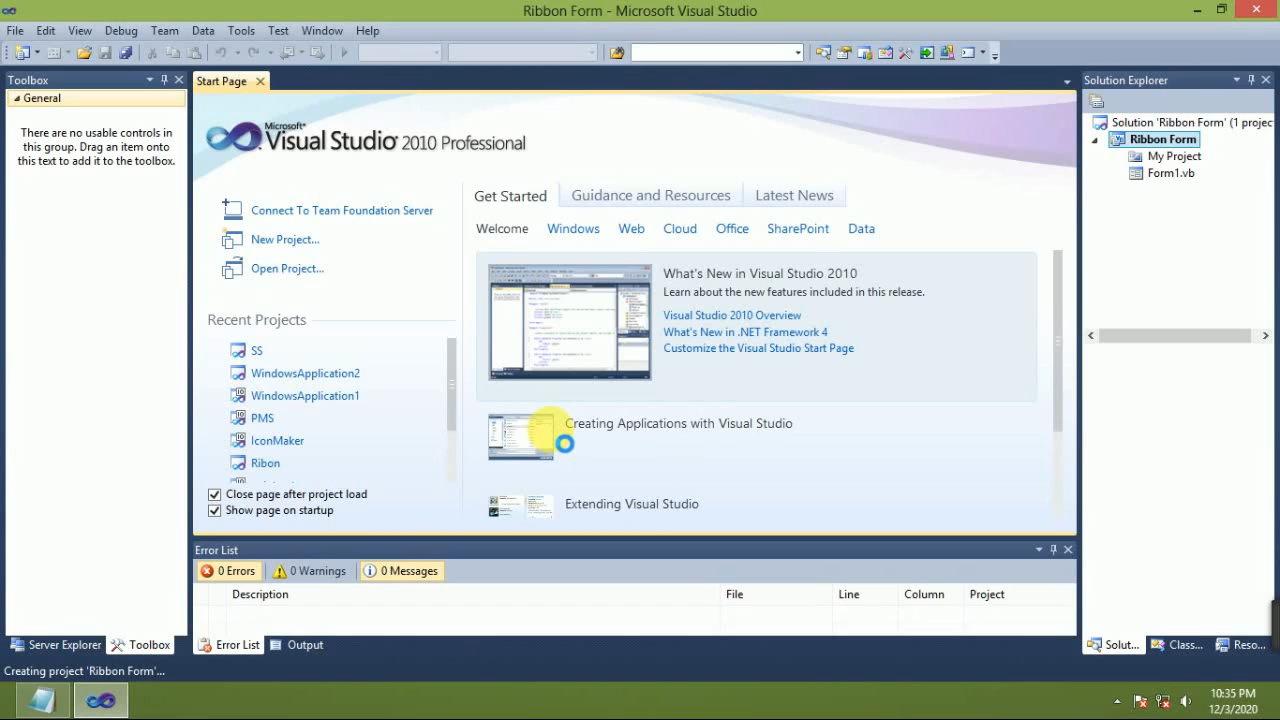 Ribbon Form - Microsoft Visual Studio
File Edit View Debug Team Data Tools Test Window Help
Toolbox
General
There are no usable controls in
this group. Drag an item onto
this text to add it to the toolbox.
Start Page
Microsoft®
Visual Studio® 2010 Professional
Connect To Team Foundation Server
New Project...
Open Project...
Recent Projects
SS
WindowsApplication2
WindowsApplication1
PMS
IconMaker
Ribon
Close page after project load
Show page on startup
Get Started Guidance and Resources Latest News
Welcome Windows Web Cloud Office SharePoint Data
What's New in Visual Studio 2010
Learn about the new features included in this release.
Visual Studio 2010 Overview
What's New in .NET Framework 4
Customize the Visual Studio Start Page
Creating Applications with Visual Studio
Extending Visual Studio
Solution Explorer
Solution 'Ribbon Form' (1 projec
Ribbon Form
My Project
Form1.vb
Error List
0 Errors 0 Warnings 0 Messages
Description File Line Column Project
Server Explorer Toolbox Error List Output Solut... Class... Reso...
Creating project 'Ribbon Form'...
10:35 PM
12/3/2020